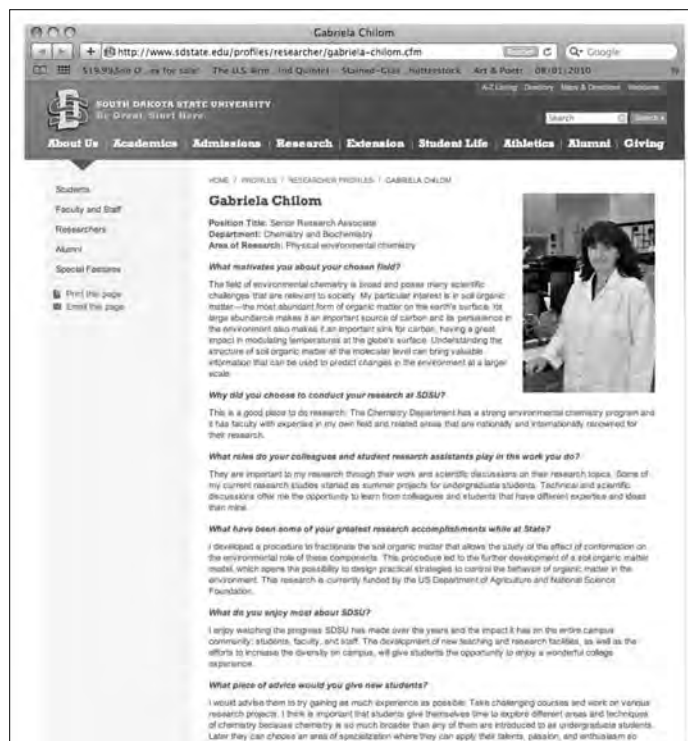 Gabriela Chilom
http://www.sdstate.edu/profiles/researcher/gabriela-chilom.cfm
Reader
Google
The U.S. Arm
08/01/2010
A-Z Listing Directory Maps & Directions
SOUTH DAKOTA STATE UNIVERSITY
Be Great. Start Here.
Search
Search
About Us Academics Admissions Research Extension Student Life Athletics Alumni Giving
HOME / PROFILES / RESEARCHER PROFILES / GABRIELA CHILOM
Students
Faculty and Staff
Researchers
Alumni
Special Features
Print this page
Email this page
Gabriela Chilom
Position Title: Senior Research Associate
Department: Chemistry and Biochemistry
Area of Research: Physical environmental chemistry
What motivates you about your chosen field?
The field of environmental chemistry is broad and poses many scientific
challenges that are relevant to society. My particular interest is in soil organic
matter—the most abundant form of organic matter on the earth's surface. Its
large abundance makes it an important source of carbon and its persistence in
the environment also makes it an important sink for carbon, having a great
impact in modulating temperatures at the globe's surface. Understanding the
structure of soil organic matter at the molecular level can bring valuable
information that can be used to predict changes in the environment at a larger
scale.
Why did you choose to conduct your research at SDSU?
This is a good place to do research. The Chemistry Department has a strong environmental chemistry program and
it has faculty with expertise in my own field and related areas that are nationally and internationally renowned for
their research.
What roles do your colleagues and student research assistants play in the work you do?
They are important to my research through their work and scientific discussions on their research topics. Some of
my current research studies started as summer projects for undergraduate students. Technical and scientific
discussions offer me the opportunity to learn from colleagues and students that have different expertise and ideas
than mine.
What have been some of your greatest research accomplishments while at State?
I developed a procedure to fractionate the soil organic matter that allows the study of the effect of conformation on
the environmental role of these components. This procedure led to the further development of a soil organic matter
model, which opens the possibility to design practical strategies to control the behavior of organic matter in the
environment. This research is currently funded by the US Department of Agriculture and National Science
Foundation.
What do you enjoy most about SDSU?
I enjoy watching the progress SDSU has made over the years and the impact it has on the entire campus
community: students, faculty, and staff. The development of new teaching and research facilities, as well as the
efforts to increase the diversity on campus, will give students the opportunity to enjoy a wonderful college
experience.
What piece of advice would you give new students?
I would advise them to try gaining as much experience as possible. Take challenging courses and work on various
research projects. I think is important that students give themselves time to explore different areas and techniques
of chemistry because chemistry is so much broader than any of them are introduced to as undergraduate students.
Later they can choose an area of specialization where they can apply their talents, passion, and enthusiasm so